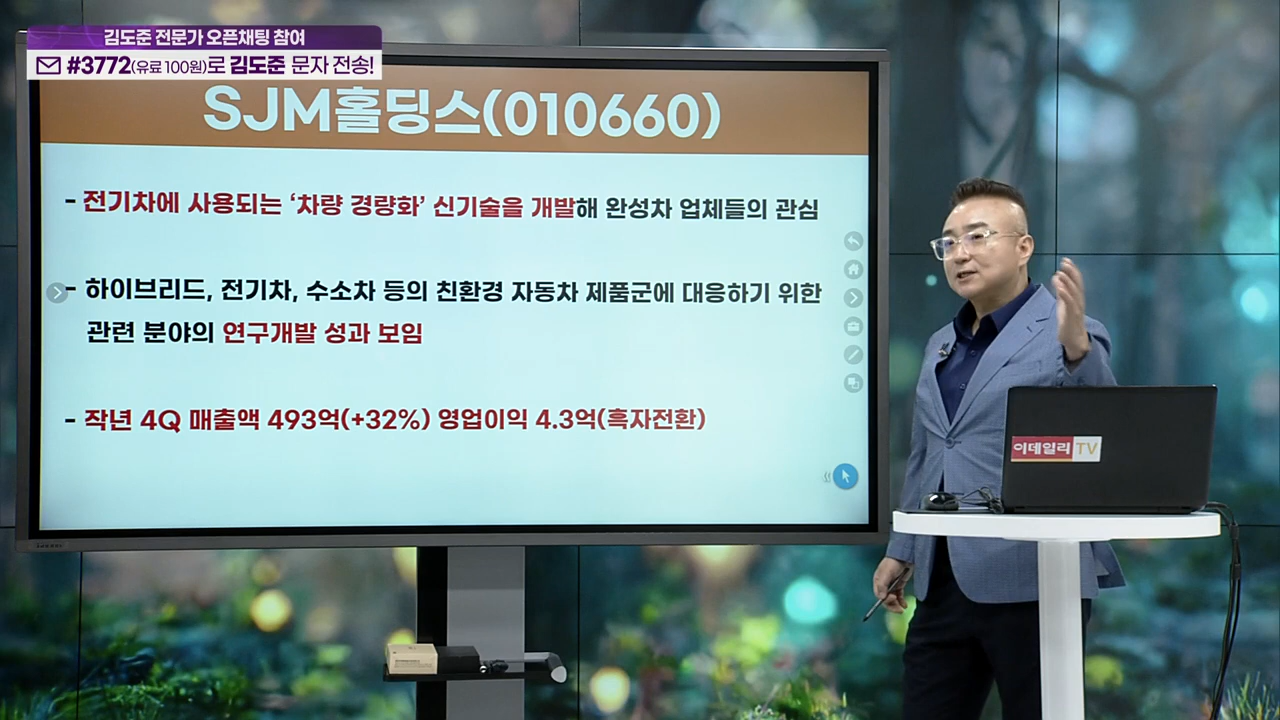 김도준 전문가 오픈채팅 참여
#3772(유료 100원)로 김도준 문자 전송!
SJM홀딩스(010660)
- 전기차에 사용되는 ‘차량 경량화’ 신기술을 개발해 완성차 업체들의 관심
- 하이브리드, 전기차, 수소차 등의 친환경 자동차 제품군에 대응하기 위한
관련 분야의 연구개발 성과 보임
- 작년 4Q 매출액 493억(+32%) 영업이익 4.3억(흑자전환)
이데일리TV